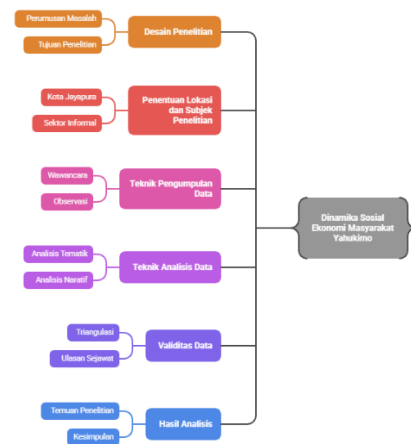 Perumusan Masalah
Tujuan Penelitian
Desain Penelitian
Kota Jayapura
Sektor Informal
Penentuan Lokasi
dan Subjek
Penelitian
Wawancara
Observasi
Teknik Pengumpulan
Data
Analisis Tematik
Analisis Naratif
Teknik Analisis Data
Triangulasi
Ulasan Sejawat
Validitas Data
Temuan Penelitian
Kesimpulan
Hasil Analisis
Dinamika Sosial
Ekonomi Masyarakat
Yahukimo